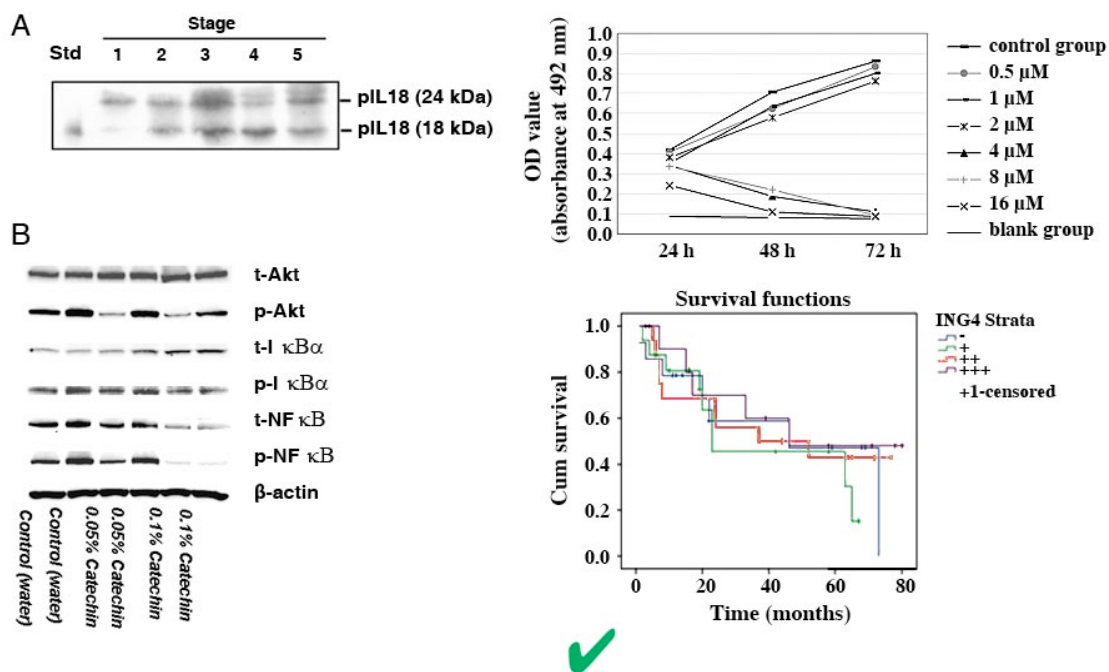 A
Stage
Std 1 2 3 4 5
pIL18 (24 kDa)
pIL18 (18 kDa)
B
t-Akt
p-Akt
t-I κBα
p-I κBα
t-NF κB
p-NF κB
β-actin
Control (water)
Control (water)
0.05% Catechin
0.05% Catechin
0.1% Catechin
0.1% Catechin
OD value
(absorbance at 492 nm)
1.0
0.9
0.8
0.7
0.6
0.5
0.4
0.3
0.2
0.1
0.0
24 h 48 h 72 h
control group
0.5 μM
1 μM
2 μM
4 μM
8 μM
16 μM
blank group
Survival functions
Cum survival
1.0
0.8
0.6
0.4
0.2
0.0
0 20 40 60 80
Time (months)
ING4 Strata
-
+
++
+++
+1-censored